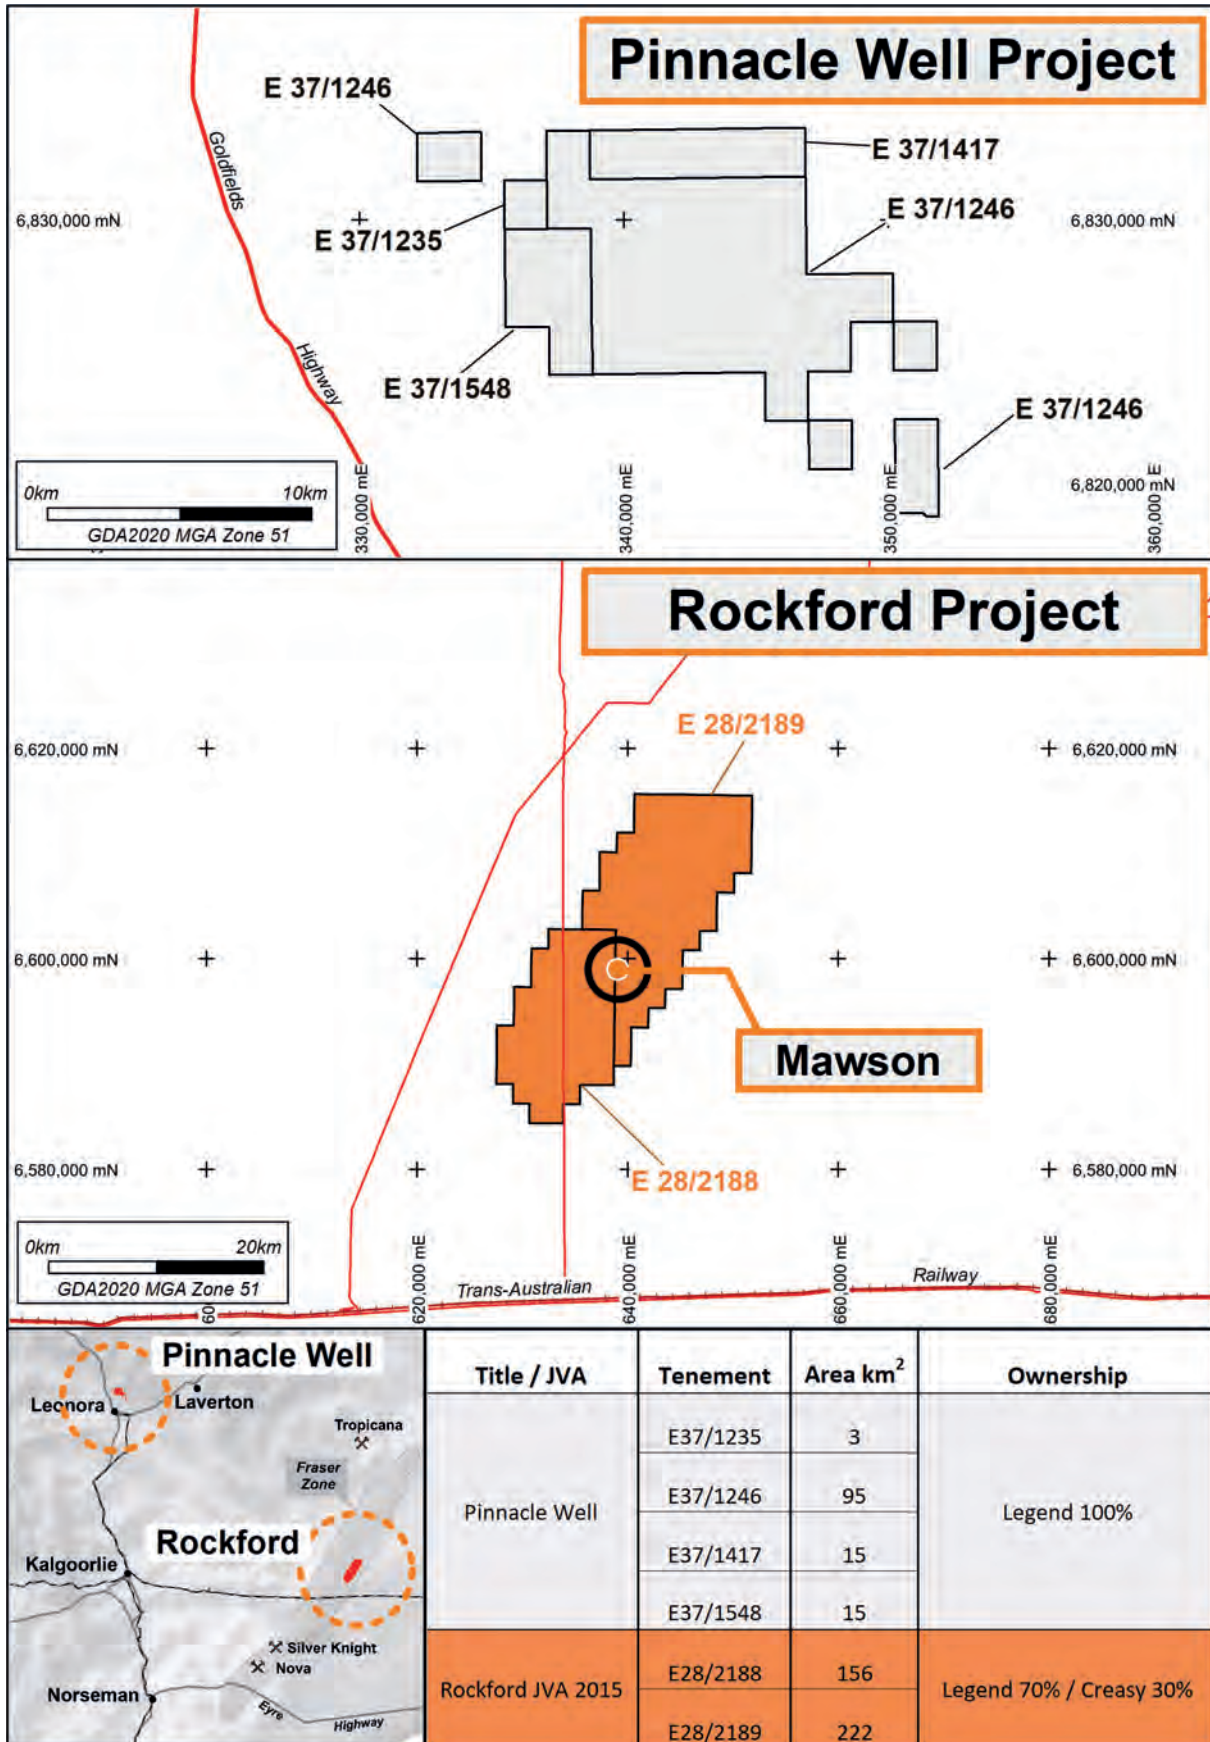 Pinnacle Well Project
E 37/1246
Goldfields
E 37/1417
6,830,000 mN
E 37/1235
E 37/1246
6,830,000 mN
Highway
E 37/1548
E 37/1246
0km 10km
GDA2020 MGA Zone 51
330,000 mE
340,000 mE
350,000 mE
360,000 E
6,820,000 mN
Rockford Project
E 28/2189
6,620,000 mN
6,620,000 mN
6,600,000 mN
C
6,600,000 mN
Mawson
6,580,000 mN
E 28/2188
6,580,000 mN
0km 20km
GDA2020 MGA Zone 51
60
620,000 mE
640,000 mE
660,000 mE
680,000 mE
Trans-Australian
Railway
Pinnacle Well
Leonora
Laverton
Tropicana
Fraser
Zone
Rockford
Kalgoorlie
Silver Knight
Nova
Norseman
Eyre
Highway
Title / JVA Tenement Area km² Ownership
Pinnacle Well
E37/1235 3
E37/1246 95
Legend 100%
E37/1417 15
E37/1548 15
Rockford JVA 2015
E28/2188 156
Legend 70% / Creasy 30%
E28/2189 222